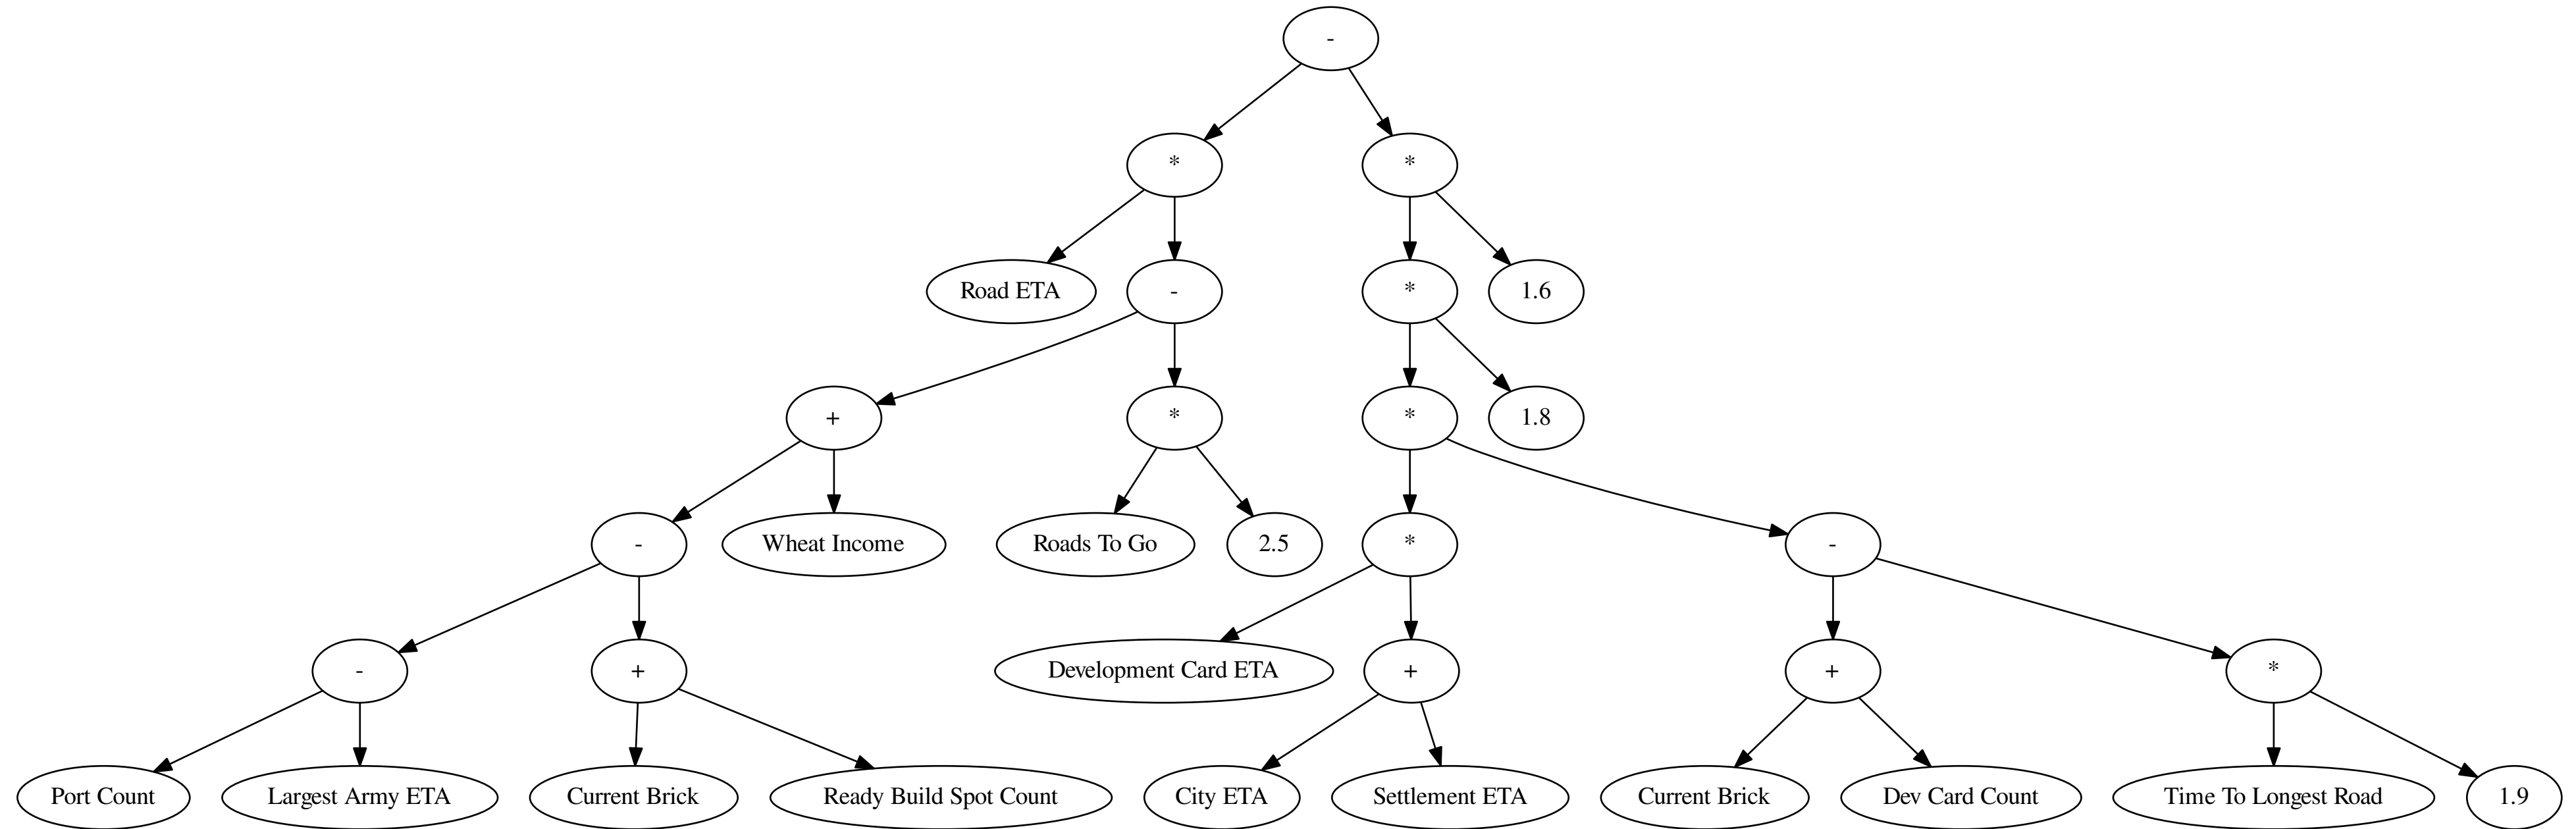 -
* *
Road ETA - * 1.6
+ * * 1.8
- Wheat Income Roads To Go 2.5 * -
- + Development Card ETA + + *
Port Count Largest Army ETA Current Brick Ready Build Spot Count City ETA Settlement ETA Current Brick Dev Card Count Time To Longest Road 1.9